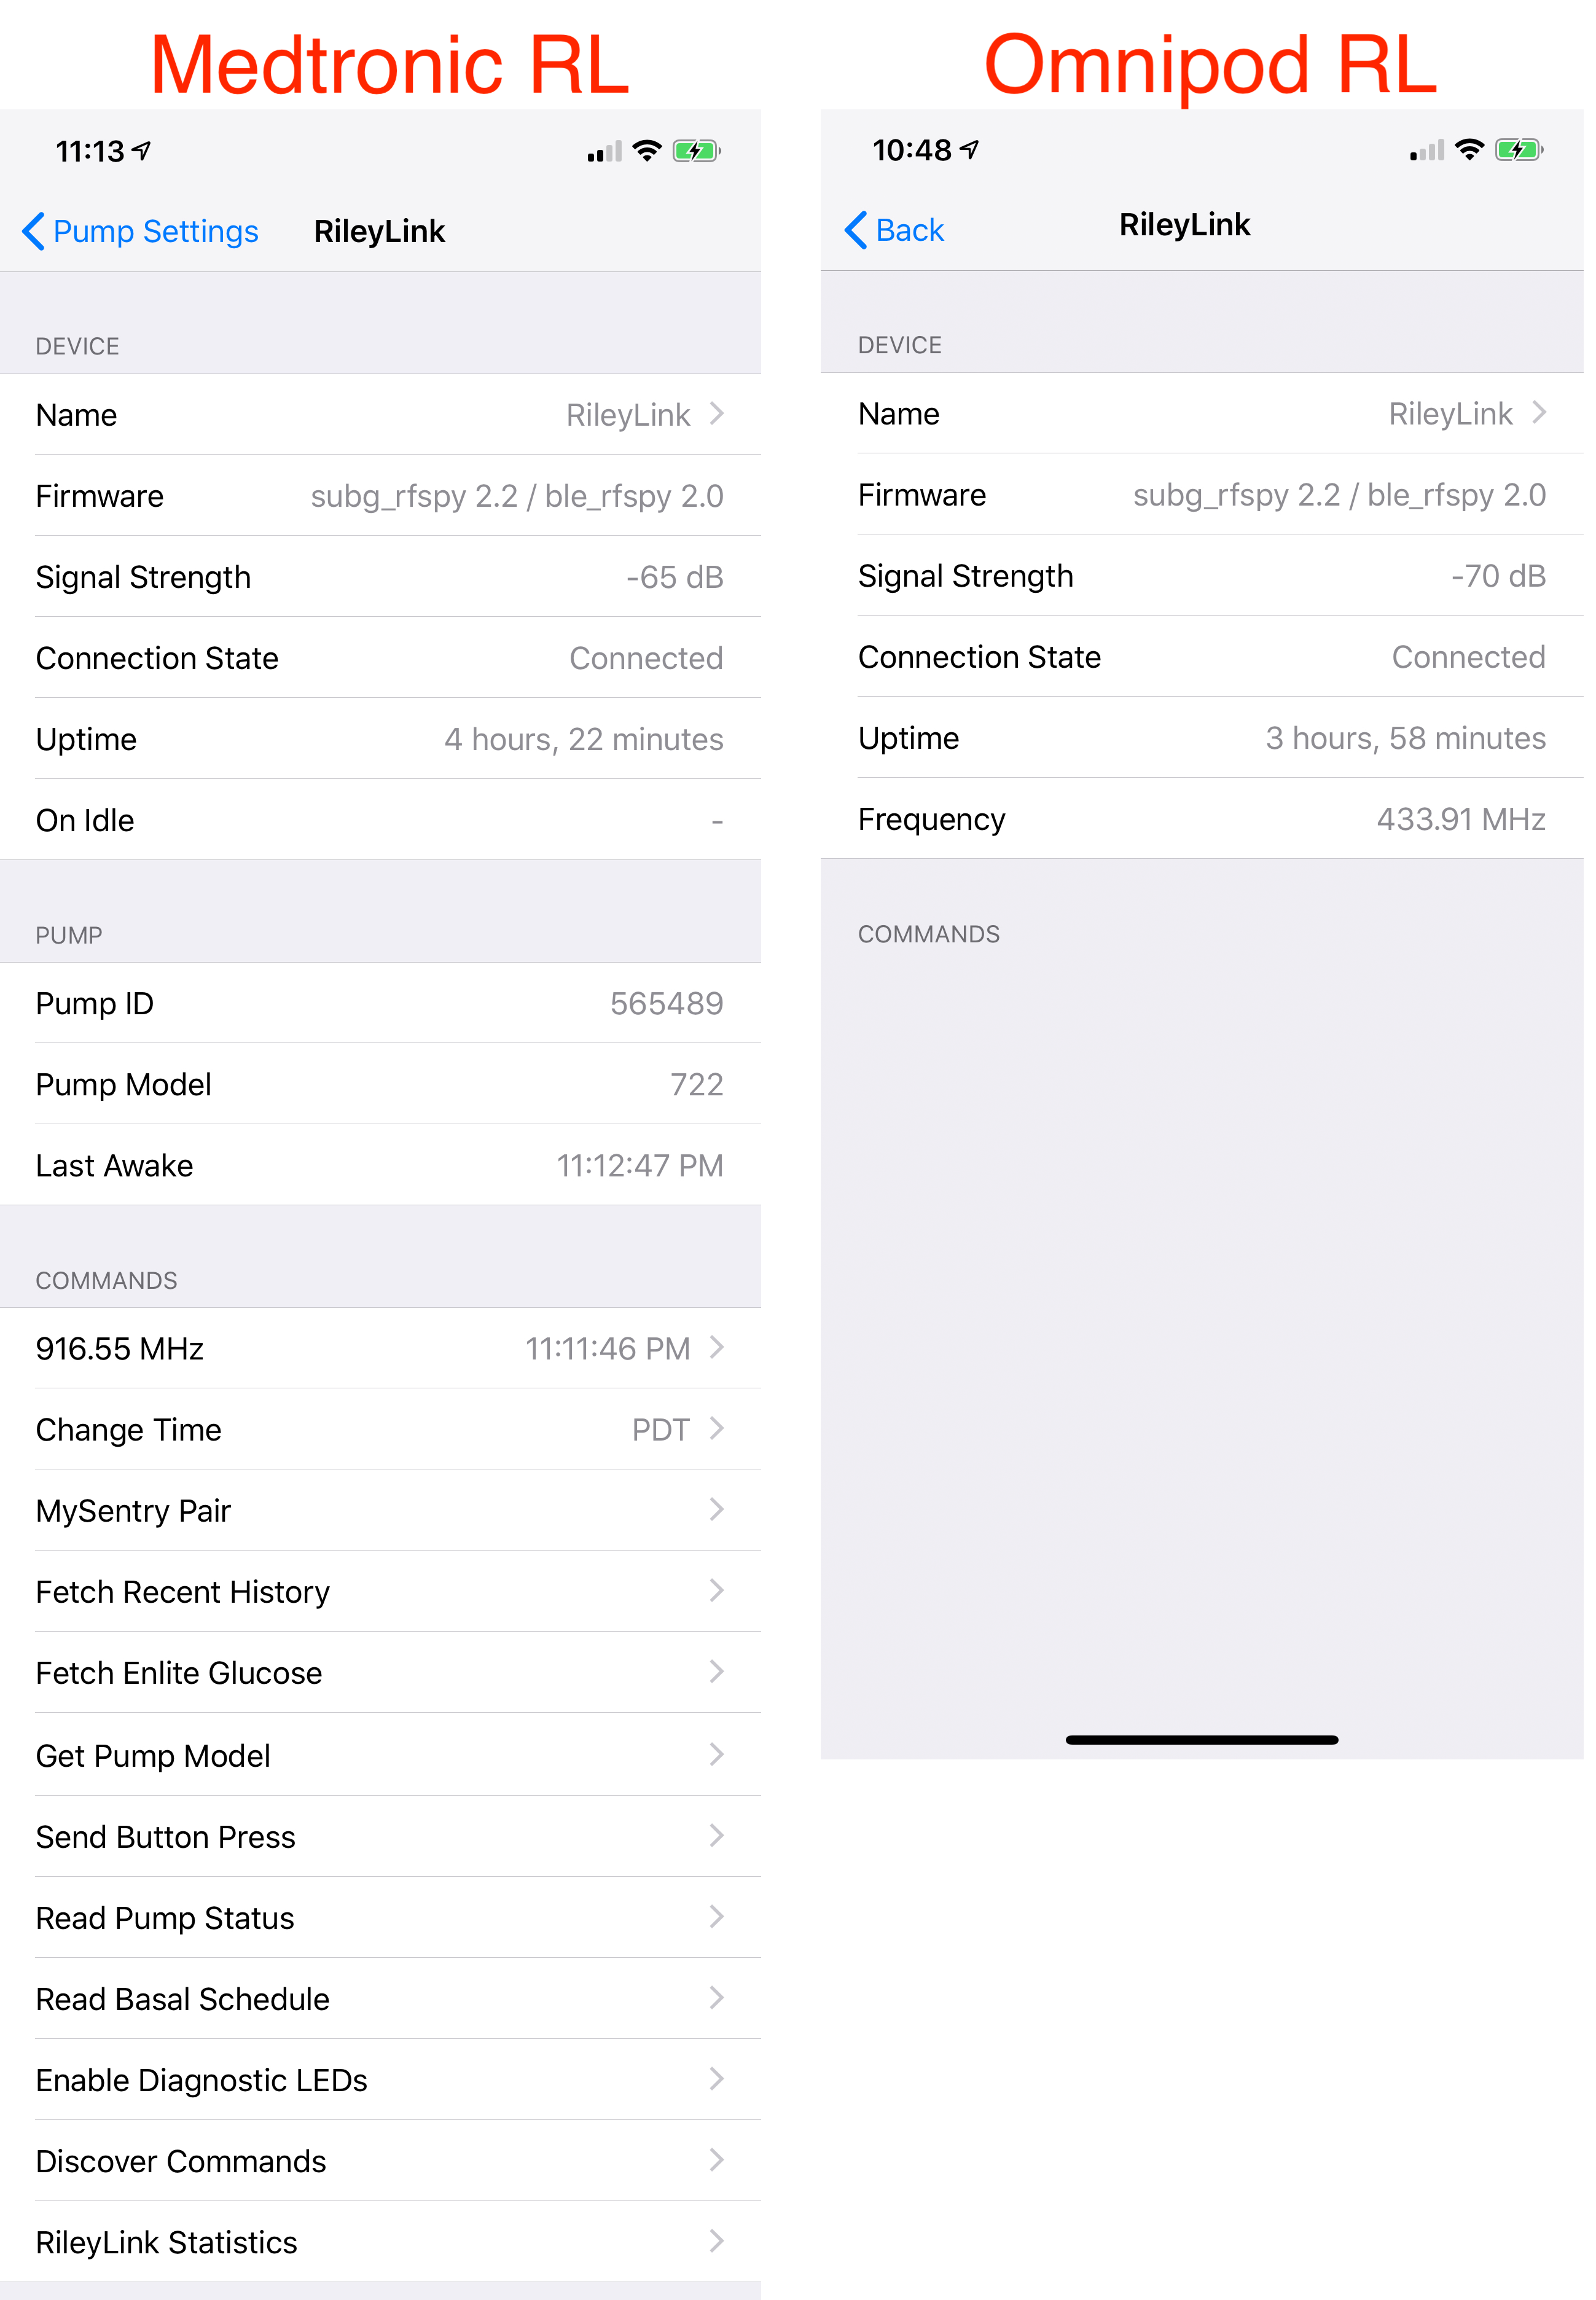 Medtronic RL
11:13
Pump Settings RileyLink
DEVICE
Name RileyLink
Firmware subg_rfspy 2.2 / ble_rfspy 2.0
Signal Strength -65 dB
Connection State Connected
Uptime 4 hours, 22 minutes
On Idle -
PUMP
Pump ID 565489
Pump Model 722
Last Awake 11:12:47 PM
COMMANDS
916.55 MHz 11:11:46 PM
Change Time PDT
MySentry Pair
Fetch Recent History
Fetch Enlite Glucose
Get Pump Model
Send Button Press
Read Pump Status
Read Basal Schedule
Enable Diagnostic LEDs
Discover Commands
RileyLink Statistics
Omnipod RL
10:48
Back RileyLink
DEVICE
Name RileyLink
Firmware subg_rfspy 2.2 / ble_rfspy 2.0
Signal Strength -70 dB
Connection State Connected
Uptime 3 hours, 58 minutes
Frequency 433.91 MHz
COMMANDS